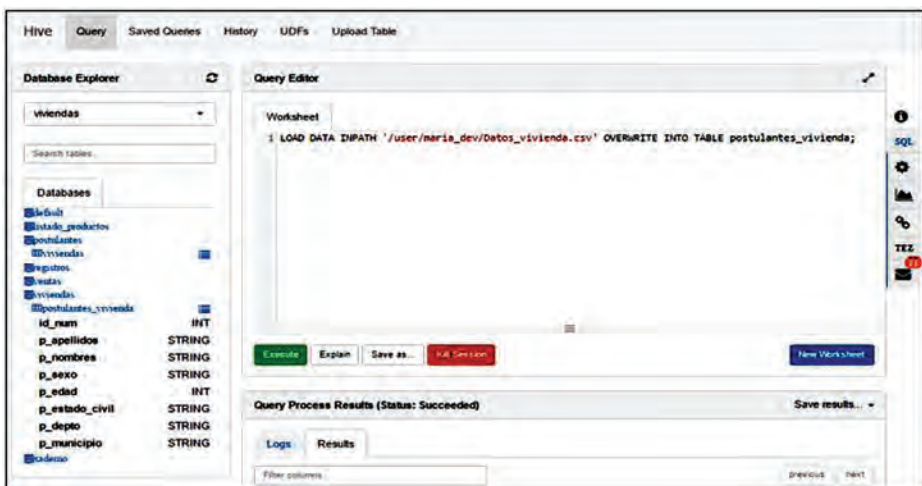 Hive Query Saved Queries History UDFs Upload Table
Database Explorer
viviendas
Search tables...
Databases
default
listado_productos
postulantes
viviendas
registros
ventas
viviendas
postulantes_vivienda
id_num INT
p_apellidos STRING
p_nombres STRING
p_sexo STRING
p_edad INT
p_estado_civil STRING
p_depto STRING
p_municipio STRING
Query Editor
Worksheet
1 LOAD DATA INPATH '/user/maria_dev/Datos_vivienda.csv' OVERWRITE INTO TABLE postulantes_vivienda;
Execute Explain Save as... Kill Session New Worksheet
Query Process Results (Status: Succeeded) Save results...
Logs Results
Filter columns... previous next
SQL
TEZ